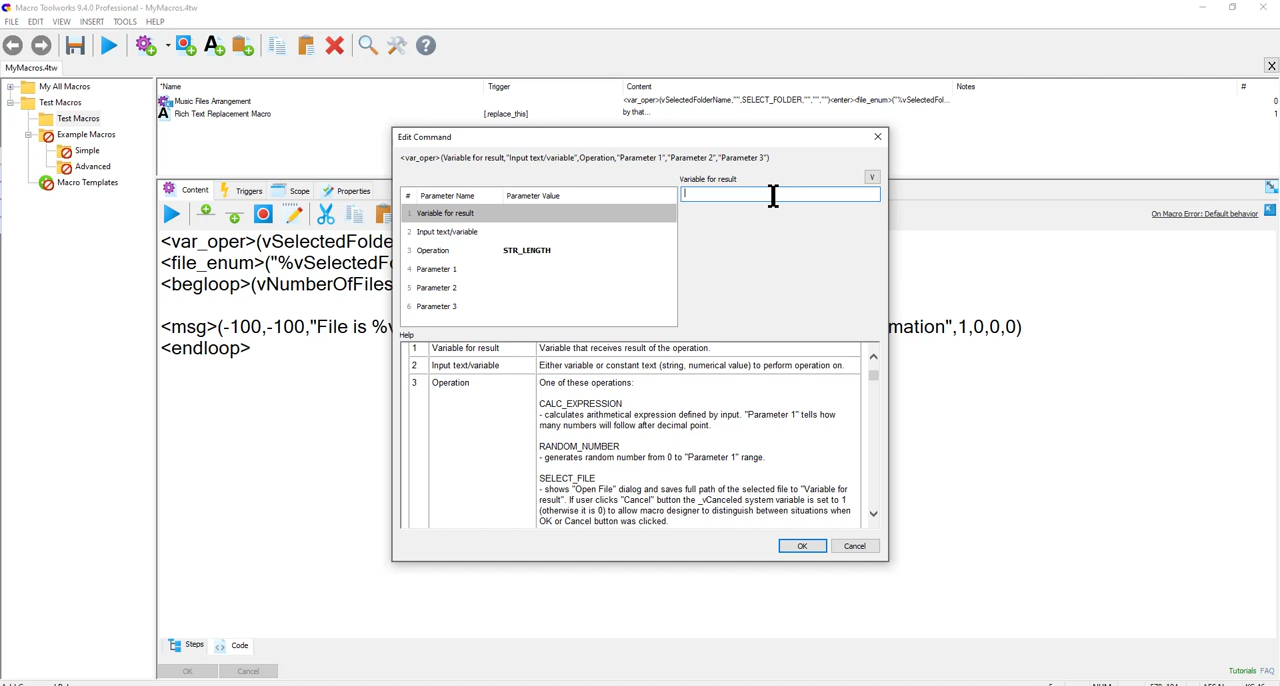 Macro Toolworks 9.4.0 Professional - MyMacros.4tw
FILE EDIT VIEW INSERT TOOLS HELP
MyMacros.4tw
My All Macros
Test Macros
Test Macros
Example Macros
Simple
Advanced
Macro Templates
*Name Trigger Content Notes #
Music Files Arrangement <var_oper>(vSelectedFolderName,"",SELECT_FOLDER,"","","")<enter><file_enum>("%vSelectedFol... 0
Rich Text Replacement Macro [.replace_this] by that... 1
Content Triggers Scope Properties
On Macro Error: Default behavior
<var_oper>(vSelectedFolde
<file_enum>("%vSelectedF
<begloop>(vNumberOfFiles
<msg>(-100,-100,"File is %v mation",1,0,0,0)
<endloop>
Edit Command
<var_oper>(Variable for result,"Input text/variable",Operation,"Parameter 1","Parameter 2","Parameter 3")
Variable for result V
# Parameter Name Parameter Value
1 Variable for result
2 Input text/variable
3 Operation STR_LENGTH
4 Parameter 1
5 Parameter 2
6 Parameter 3
Help
1 Variable for result Variable that receives result of the operation.
2 Input text/variable Either variable or constant text (string, numerical value) to perform operation on.
3 Operation One of these operations:
CALC_EXPRESSION
- calculates arithmetical expression defined by input. "Parameter 1" tells how
many numbers will follow after decimal point.
RANDOM_NUMBER
- generates random number from 0 to "Parameter 1" range.
SELECT_FILE
- shows "Open File" dialog and saves full path of the selected file to "Variable for
result". If user clicks "Cancel" button the _vCanceled system variable is set to 1
(otherwise it is 0) to allow macro designer to distinguish between situations when
OK or Cancel button was clicked.
OK Cancel
Steps Code
OK Cancel
Tutorials FAQ